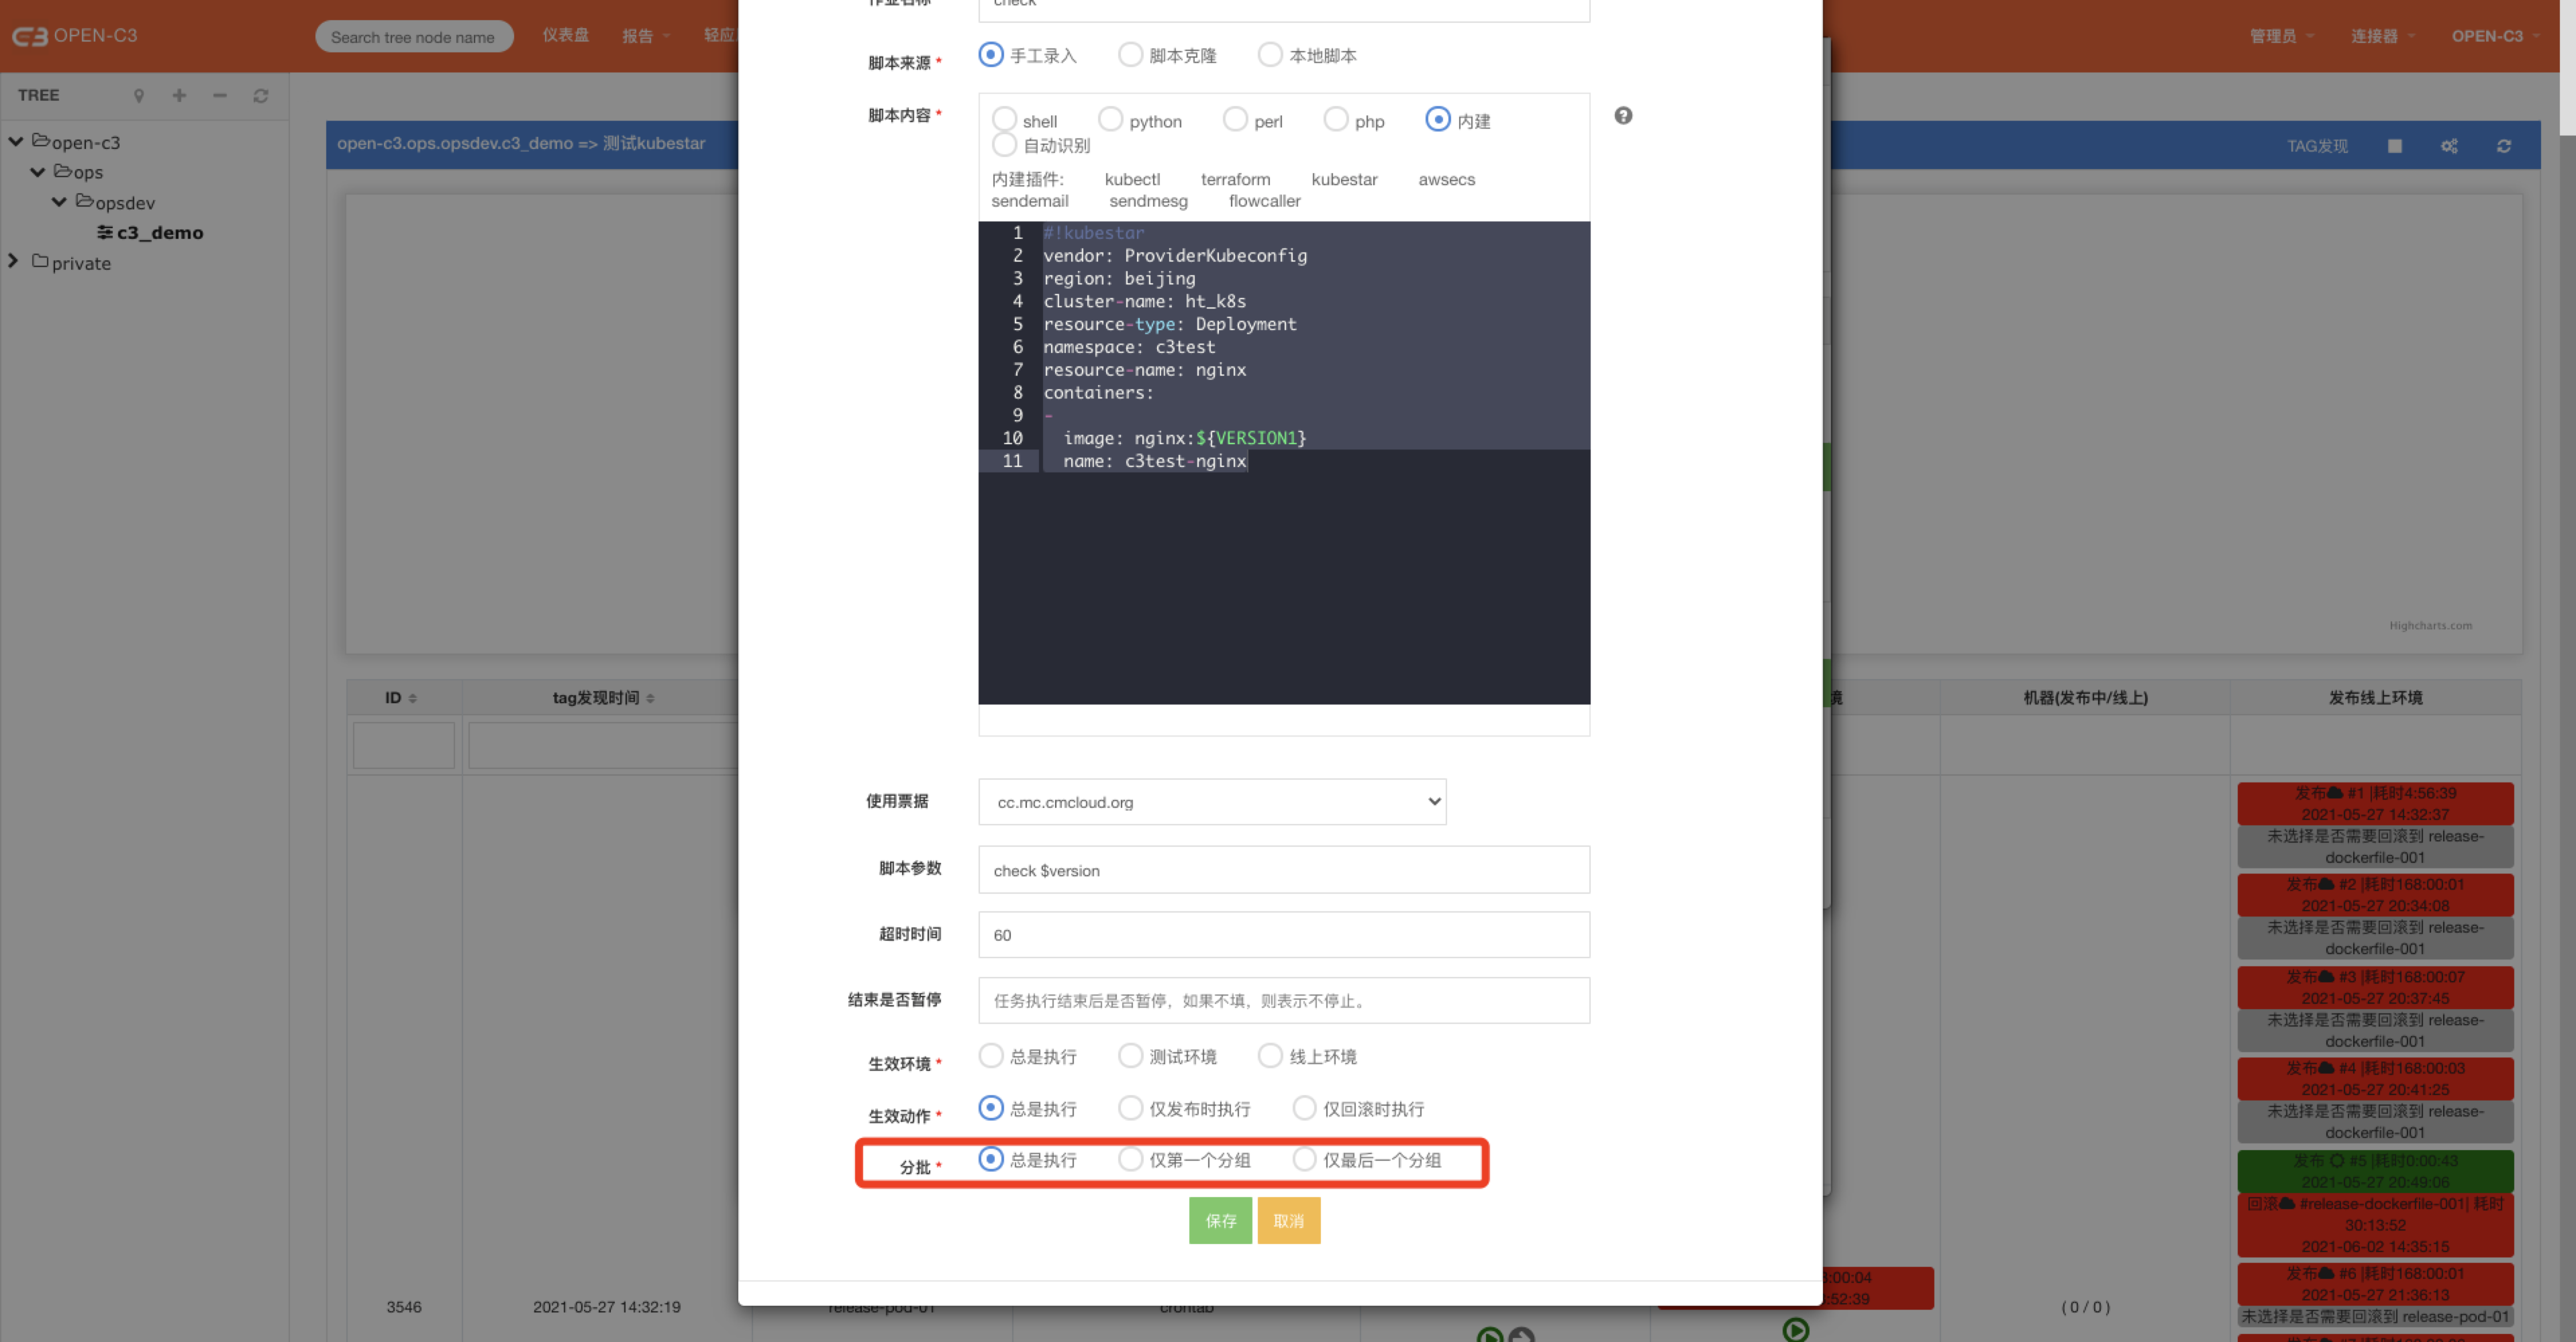 OPEN-C3
Search tree node name
仪表盘
报告
轻应
管理员
连接器
OPEN-C3
TREE
open-c3
ops
opsdev
c3_demo
private
open-c3.ops.opsdev.c3_demo => 测试kubestar
TAG发现
作业名称
check
脚本来源 *
手工录入
脚本克隆
本地脚本
脚本内容 *
shell
python
perl
php
内建
自动识别
内建插件: kubectl terraform kubestar awsecs
sendemail sendmesg flowcaller
1 #!kubestar
2 vendor: ProviderKubeconfig
3 region: beijing
4 cluster-name: ht_k8s
5 resource-type: Deployment
6 namespace: c3test
7 resource-name: nginx
8 containers:
9 -
10 image: nginx:${VERSION1}
11 name: c3test-nginx
使用票据
cc.mc.cmcloud.org
脚本参数
check $version
超时时间
60
结束是否暂停
任务执行结束后是否暂停，如果不填，则表示不停止。
生效环境 *
总是执行
测试环境
线上环境
生效动作 *
总是执行
仅发布时执行
仅回滚时执行
分批 *
总是执行
仅第一个分组
仅最后一个分组
保存
取消
Highcharts.com
ID
tag发现时间
境
机器(发布中/线上)
发布线上环境
发布 #1 |耗时4:56:39
2021-05-27 14:32:37
未选择是否需要回滚到 release-
dockerfile-001
发布 #2 |耗时168:00:01
2021-05-27 20:34:08
未选择是否需要回滚到 release-
dockerfile-001
发布 #3 |耗时168:00:07
2021-05-27 20:37:45
未选择是否需要回滚到 release-
dockerfile-001
发布 #4 |耗时168:00:03
2021-05-27 20:41:25
未选择是否需要回滚到 release-
dockerfile-001
发布 #5 |耗时0:00:43
2021-05-27 20:49:06
回滚 #release-dockerfile-001| 耗时
30:13:52
2021-06-02 14:35:15
发布 #6 |耗时168:00:01
2021-05-27 21:36:13
未选择是否需要回滚到 release-pod-01
3546
2021-05-27 14:32:19
release-pod-01
crontab
:00:04
:52:39
( 0 / 0 )